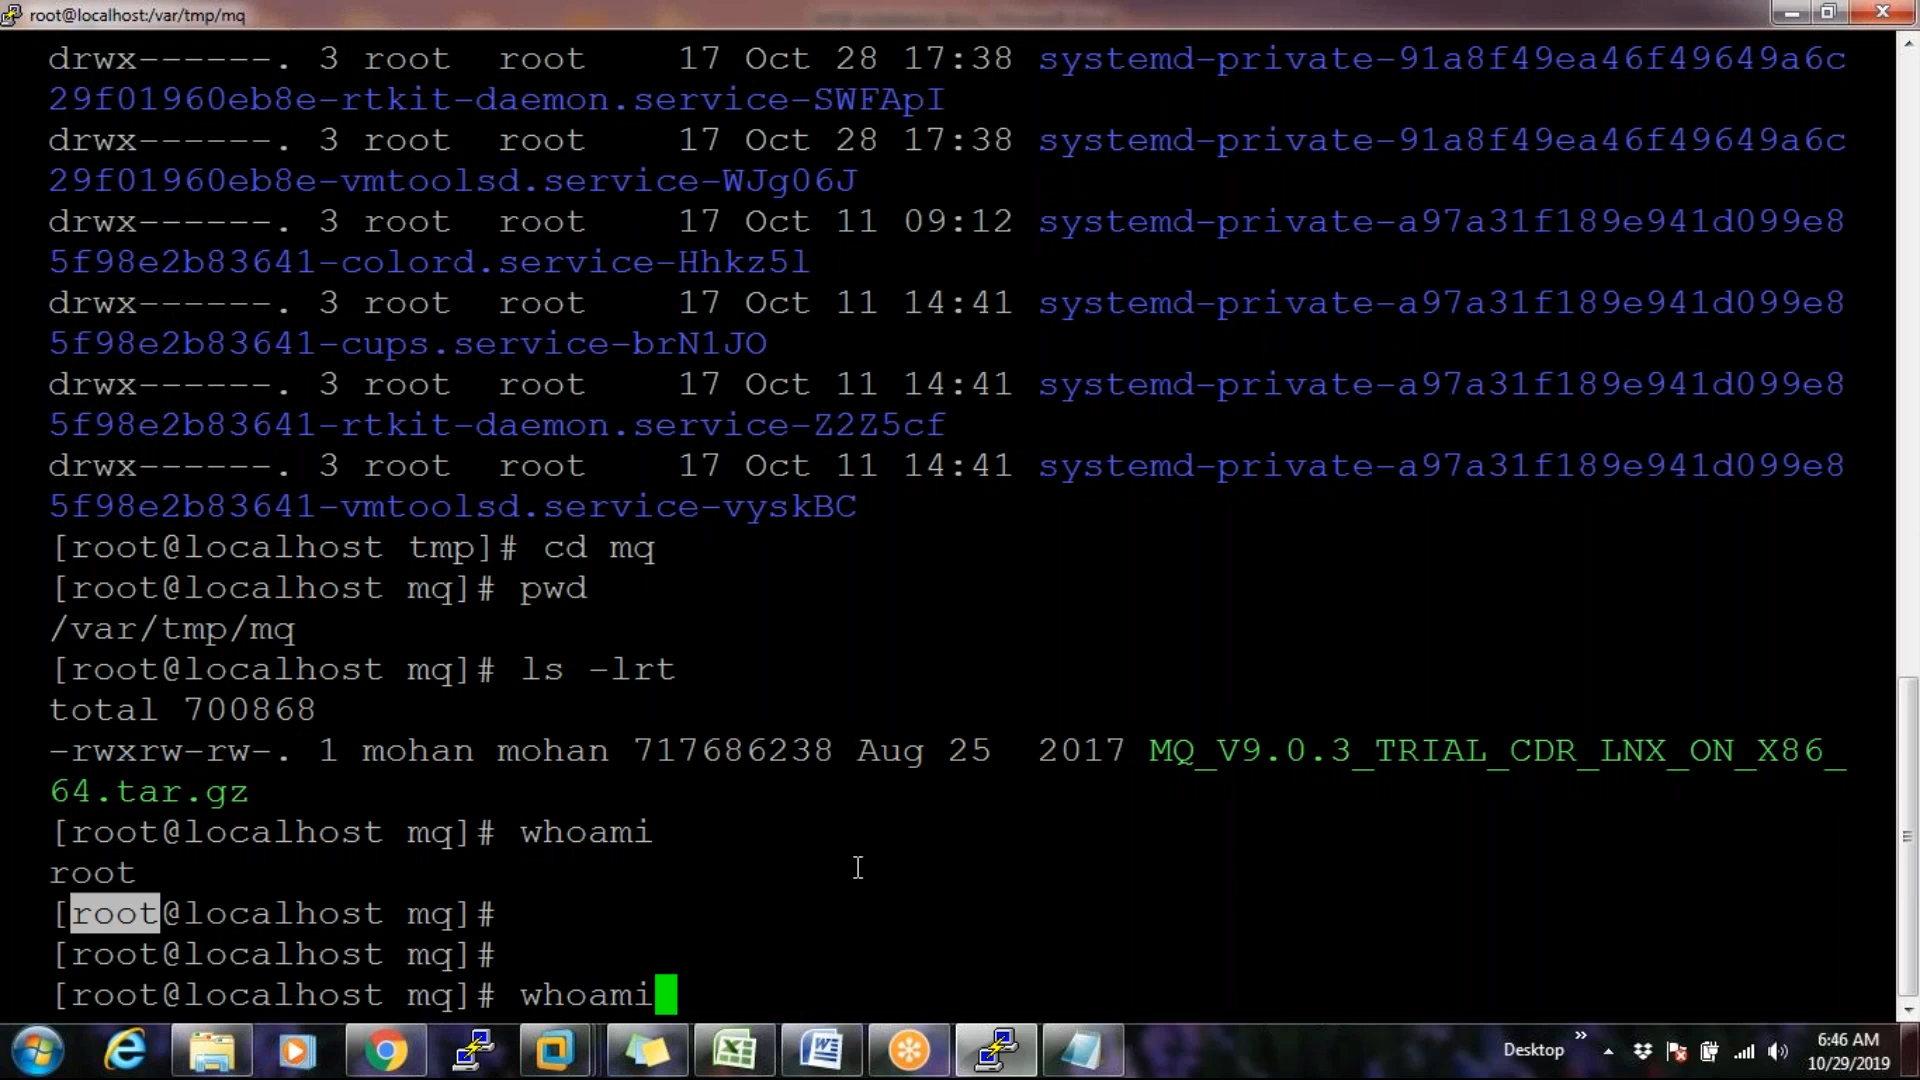 root@localhost:/var/tmp/mq
drwx------. 3 root  root    17 Oct 28 17:38 systemd-private-91a8f49ea46f49649a6c
29f01960eb8e-rtkit-daemon.service-SWFApI
drwx------. 3 root  root    17 Oct 28 17:38 systemd-private-91a8f49ea46f49649a6c
29f01960eb8e-vmtoolsd.service-WJg06J
drwx------. 3 root  root    17 Oct 11 09:12 systemd-private-a97a31f189e941d099e8
5f98e2b83641-colord.service-Hhkz5l
drwx------. 3 root  root    17 Oct 11 14:41 systemd-private-a97a31f189e941d099e8
5f98e2b83641-cups.service-brN1JO
drwx------. 3 root  root    17 Oct 11 14:41 systemd-private-a97a31f189e941d099e8
5f98e2b83641-rtkit-daemon.service-Z2Z5cf
drwx------. 3 root  root    17 Oct 11 14:41 systemd-private-a97a31f189e941d099e8
5f98e2b83641-vmtoolsd.service-vyskBC
[root@localhost tmp]# cd mq
[root@localhost mq]# pwd
/var/tmp/mq
[root@localhost mq]# ls -lrt
total 700868
-rwxrw-rw-. 1 mohan mohan 717686238 Aug 25  2017 MQ_V9.0.3_TRIAL_CDR_LNX_ON_X86_
64.tar.gz
[root@localhost mq]# whoami
root
[root@localhost mq]#
[root@localhost mq]#
[root@localhost mq]# whoami
Desktop
6:46 AM
10/29/2019